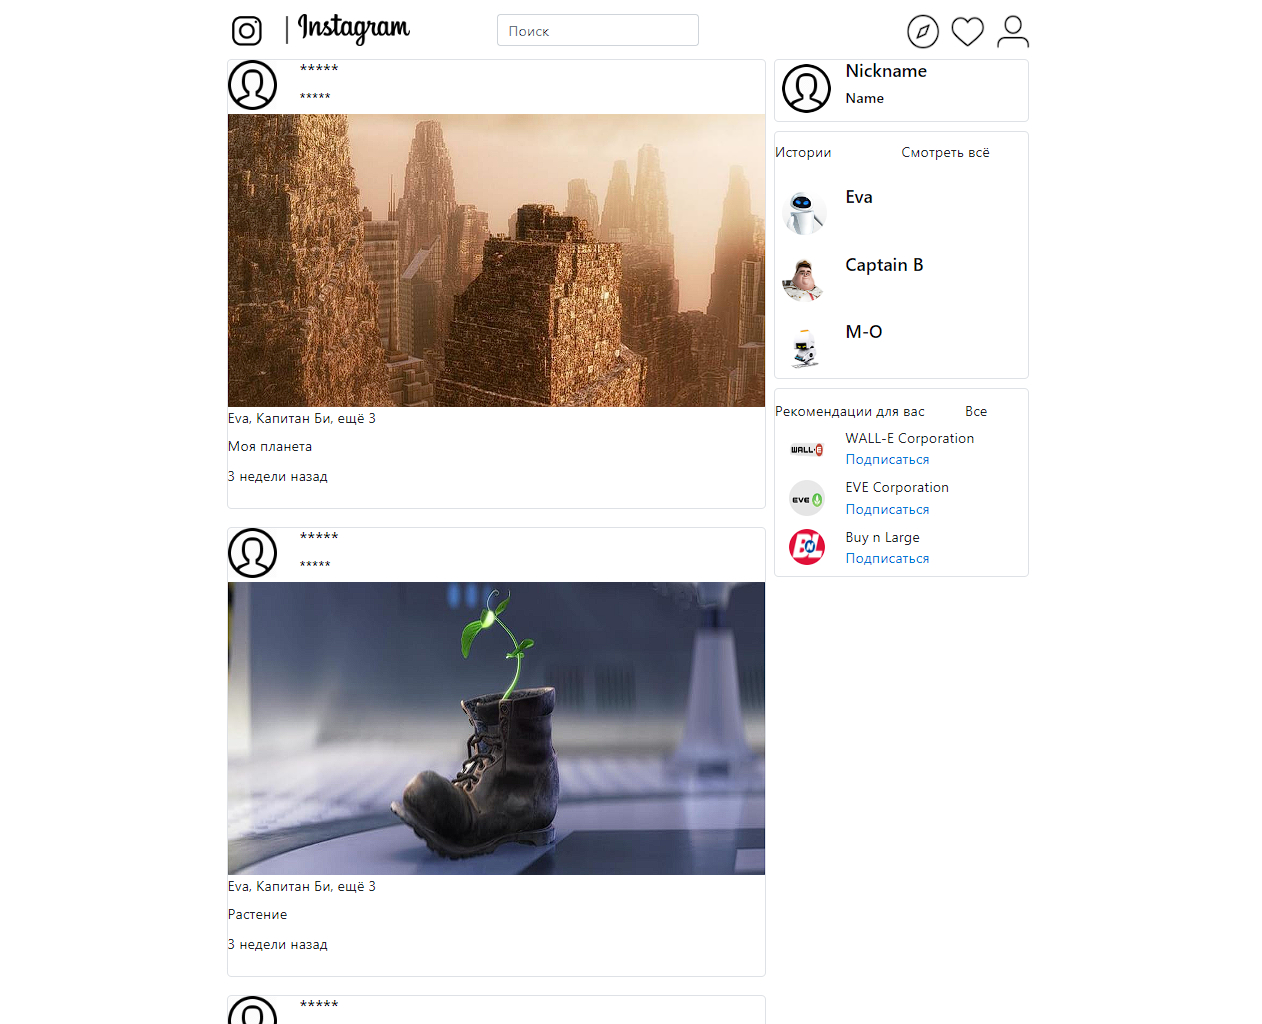 Instagram
Поиск
*****
*****
Eva, Капитан Би, ещё 3
Моя планета
3 недели назад
*****
*****
Eva, Капитан Би, ещё 3
Растение
3 недели назад
*****
Nickname
Name
Истории Смотреть всё
Eva
Captain B
M-O
Рекомендации для вас Все
WALL·E
WALL-E Corporation
Подписаться
EVE
EVE Corporation
Подписаться
BnL
Buy n Large
Подписаться